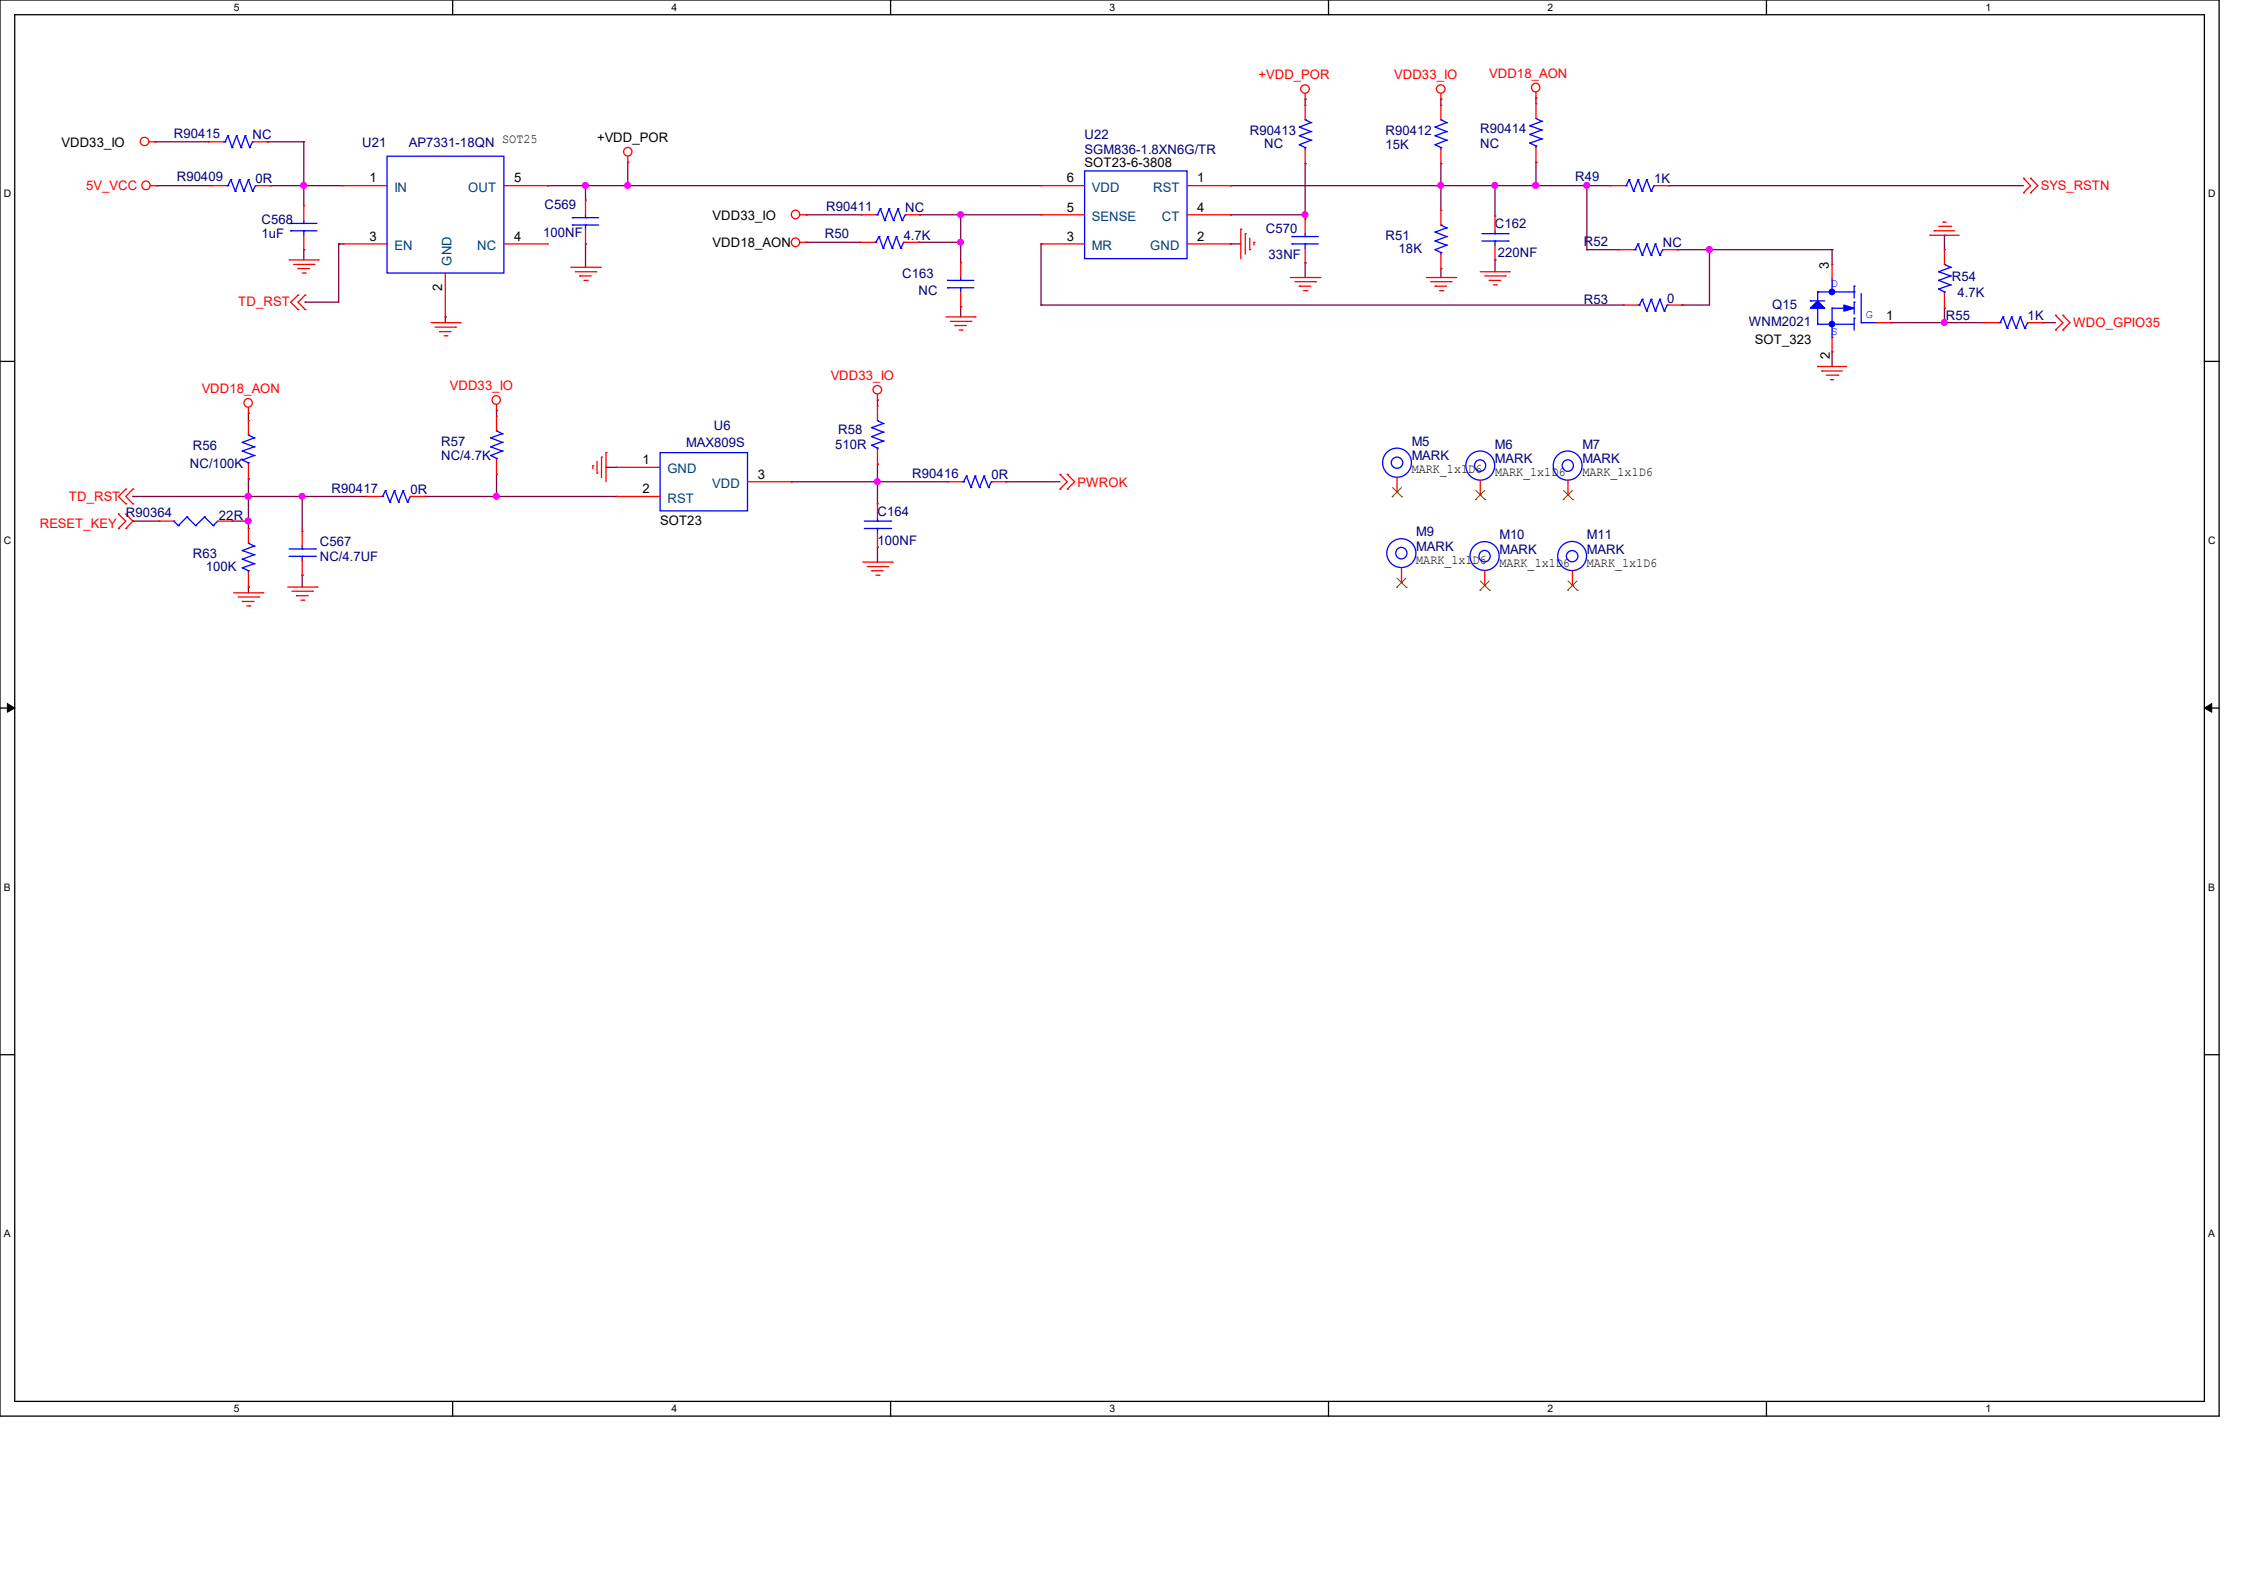 5 4 3 2 1
+VDD_POR VDD33_IO VDD18_AON
VDD33_IO R90415 NC
5V_VCC R90409 0R
C568
1uF
U21 AP7331-18QN SOT25
1 IN OUT 5
3 EN NC 4
GND
2
TD_RST
+VDD_POR
C569
100NF
VDD33_IO R90411 NC
VDD18_AON R50 4.7K
C163
NC
U22
SGM836-1.8XN6G/TR
SOT23-6-3808
6 VDD RST 1
5 SENSE CT 4
3 MR GND 2
R90413
NC
C570
33NF
R90412
15K
R51
18K
R90414
NC
C162
220NF
R49 1K
SYS_RSTN
R52 NC
R53 0
3
D
Q15
WNM2021
SOT_323
G
S
1
2
R54
4.7K
R55 1K
WDO_GPIO35
D D
VDD18_AON
R56
NC/100K
VDD33_IO
R57
NC/4.7K
TD_RST
RESET_KEY
R90364 22R
R63
100K
C567
NC/4.7UF
R90417 0R
U6
MAX809S
1 GND
2 RST
VDD 3
SOT23
VDD33_IO
R58
510R
R90416 0R
PWROK
C164
100NF
M5
MARK
MARK_1x1D6
M6
MARK
MARK_1x1D6
M7
MARK
MARK_1x1D6
M9
MARK
MARK_1x1D6
M10
MARK
MARK_1x1D6
M11
MARK
MARK_1x1D6
C C
B B
A A
5 4 3 2 1